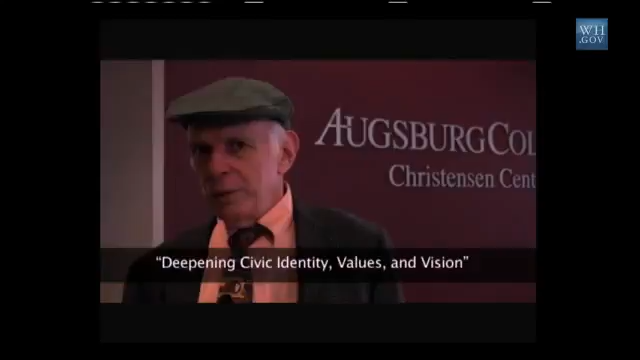 WH
.GOV
AUGSBURG COL
Christensen Cent
“Deepening Civic Identity, Values, and Vision”